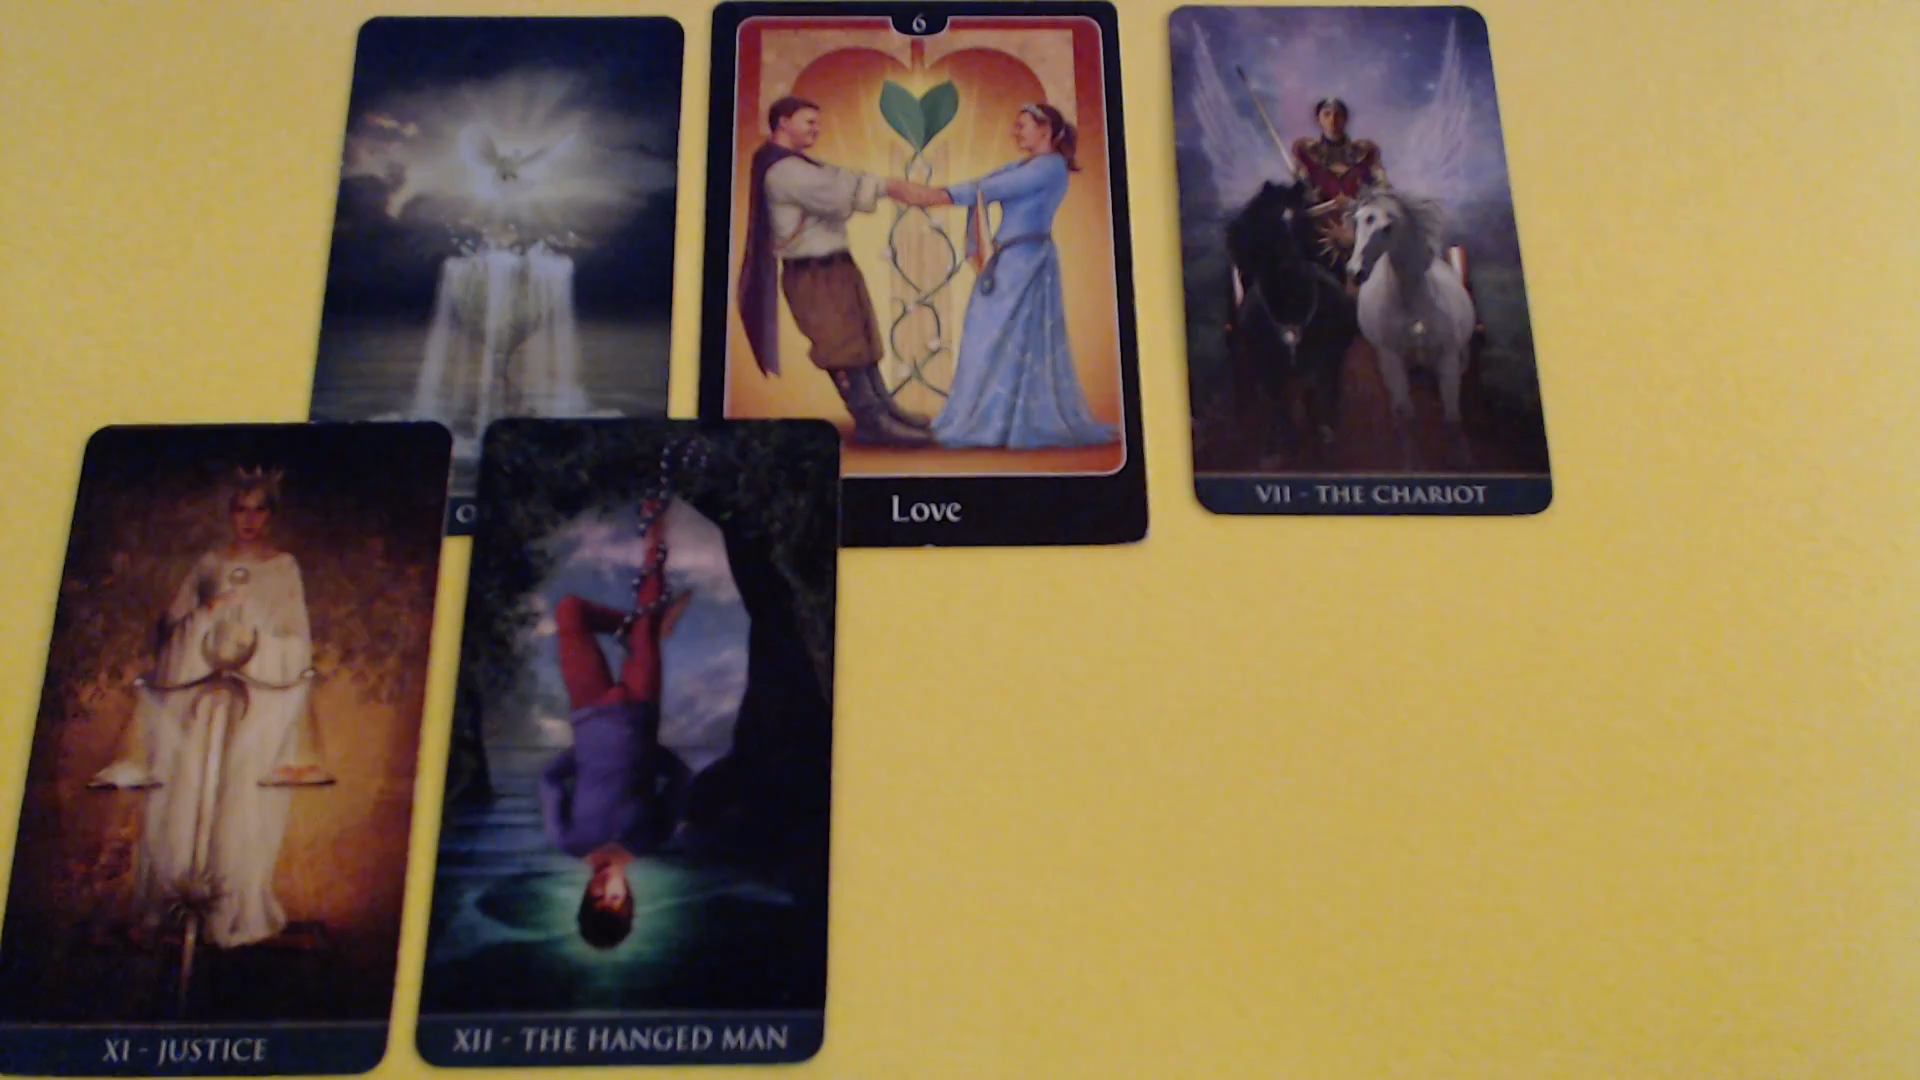 6
Love
VII - THE CHARIOT
XI - JUSTICE
XII - THE HANGED MAN